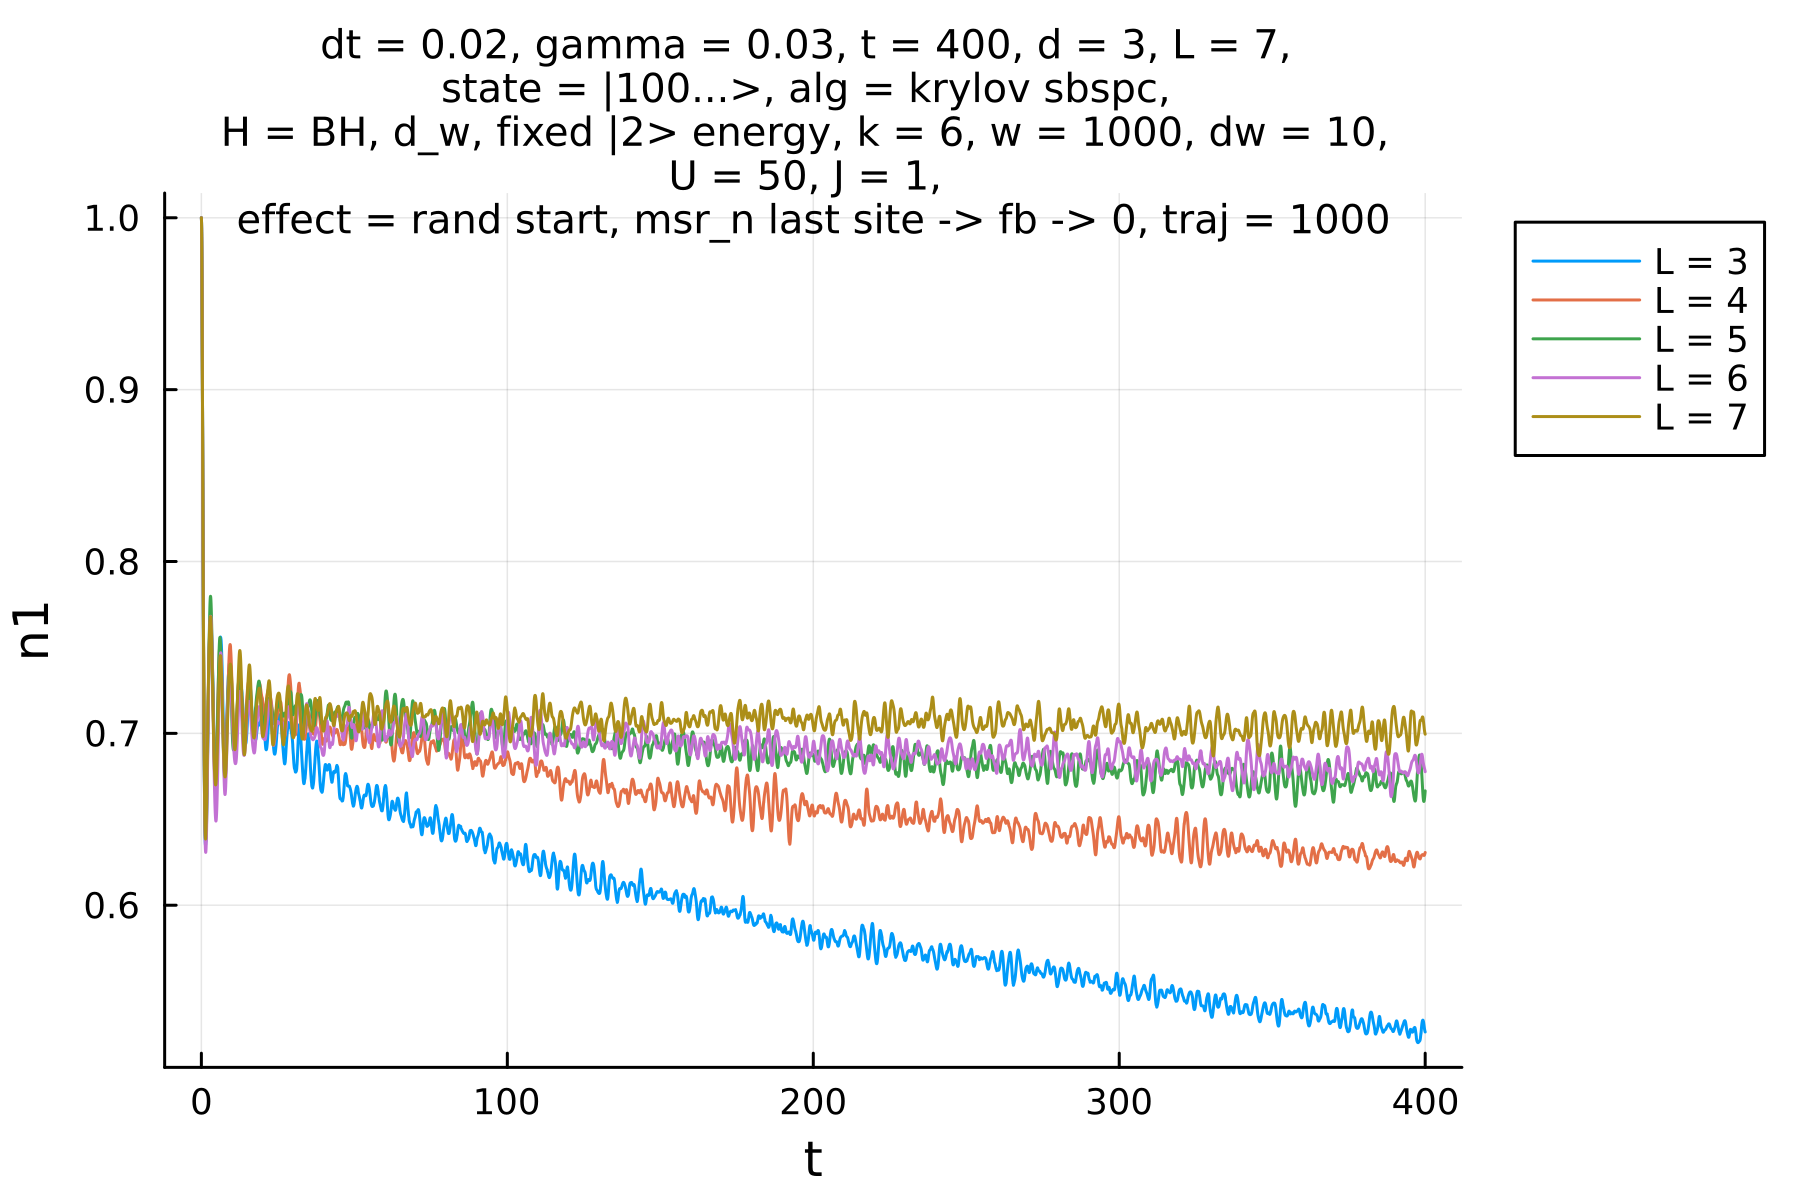 dt = 0.02, gamma = 0.03, t = 400, d = 3, L = 7,
state = |100...>, alg = krylov sbspc,
H = BH, d_w, fixed |2> energy, k = 6, w = 1000, dw = 10,
U = 50, J = 1,
effect = rand start, msr_n last site -> fb -> 0, traj = 1000
1.0
0.9
0.8
0.7
0.6
n1
0 100 200 300 400
t
L = 3
L = 4
L = 5
L = 6
L = 7